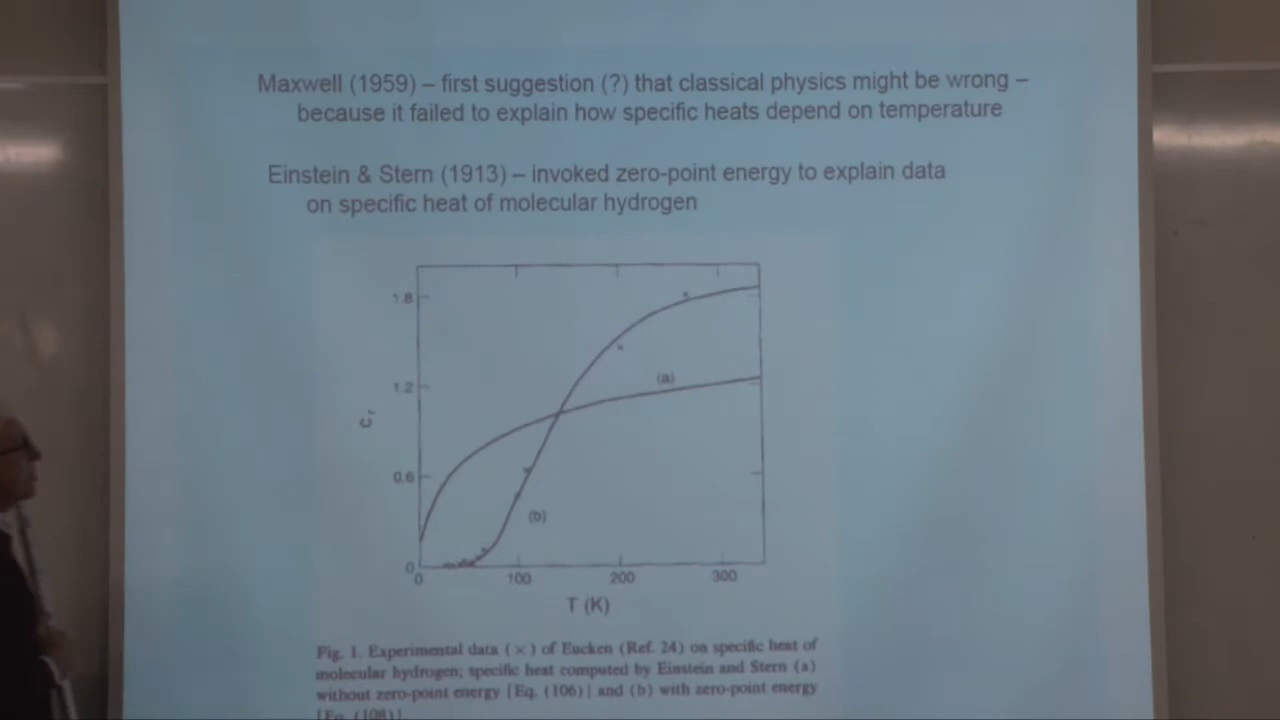 Maxwell (1959) – first suggestion (?) that classical physics might be wrong –
because it failed to explain how specific heats depend on temperature
Einstein & Stern (1913) – invoked zero-point energy to explain data
on specific heat of molecular hydrogen
1.8
(a)
1.2
0.6
(b)
0
0
100
200
300
T (K)
Fig. 1. Experimental data ( × ) of Eucken (Ref. 24) on specific heat of
molecular hydrogen; specific heat computed by Einstein and Stern (a)
without zero-point energy [Eq. (106)] and (b) with zero-point energy
[Eq. (108)].